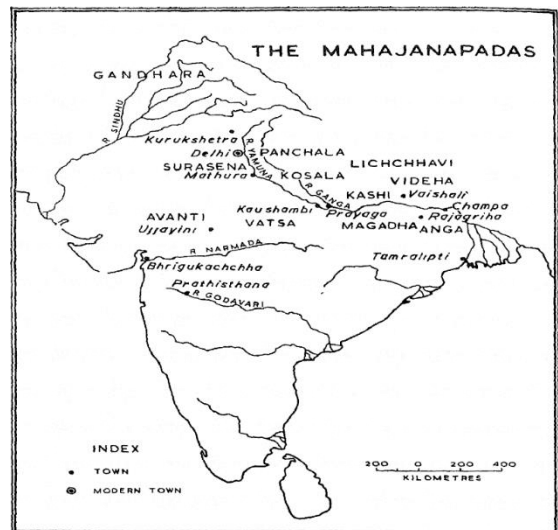 THE MAHAJANAPADAS
GANDHARA
R SINDHU
Kurukshetra
Delhi
R. YAMUNA
PANCHALA
LICHCHHAVI
SURASENA
KOSALA
VIDEHA
Mathura
R. GANGA
KASHI
Vaishali
Champa
AVANTI
Kaushambi
Prayaga
Rajagriha
Ujjayini
VATSA
MAGADHA
ANGA
R NARMADA
Bhrigukachchha
Tamralipti
Prathisthana
R GODAVARI
INDEX
TOWN
MODERN TOWN
200 0 200 400
KILOMETRES